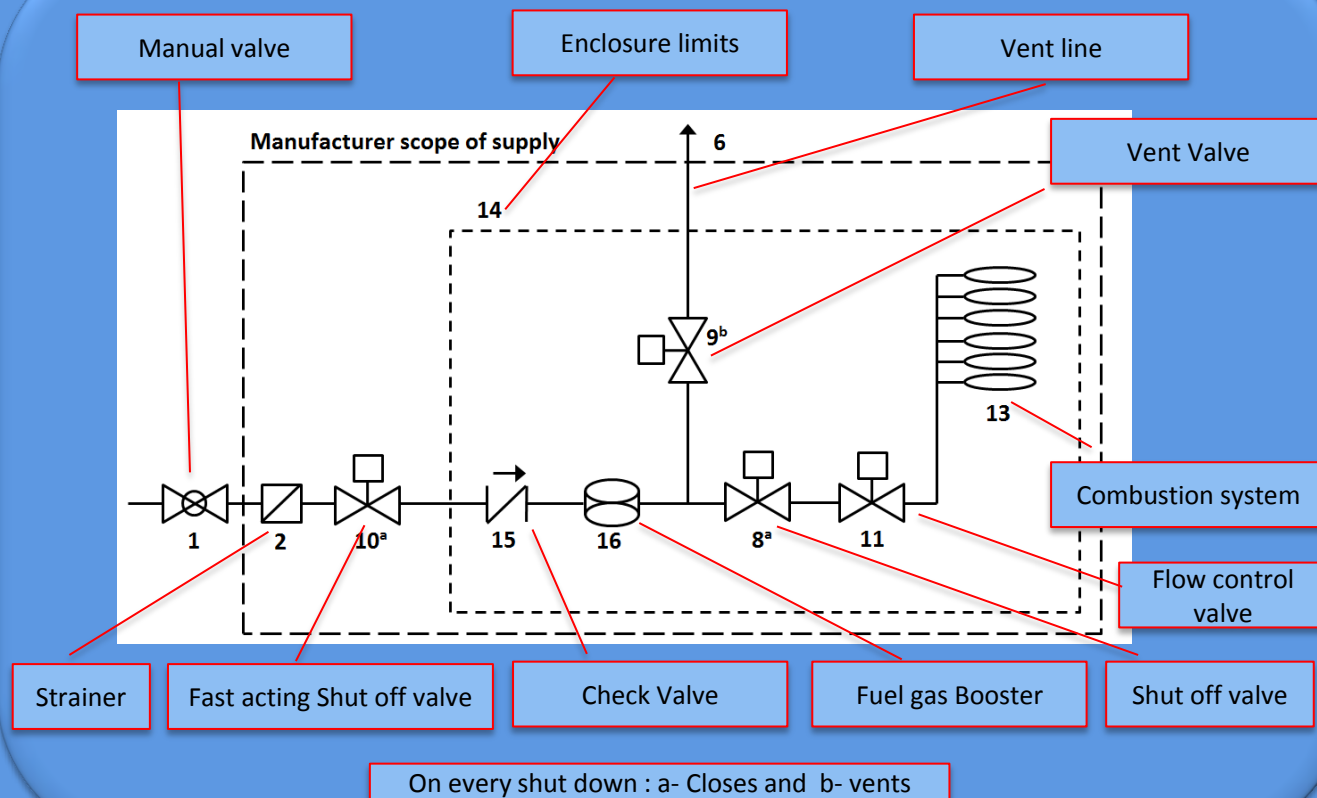 Manual valve
Enclosure limits
Vent line
Manufacturer scope of supply
6
Vent Valve
14
9ᵇ
13
Combustion system
1
2
10ᵃ
15
16
8ᵃ
11
Flow control
valve
Strainer
Fast acting Shut off valve
Check Valve
Fuel gas Booster
Shut off valve
On every shut down : a- Closes and b- vents